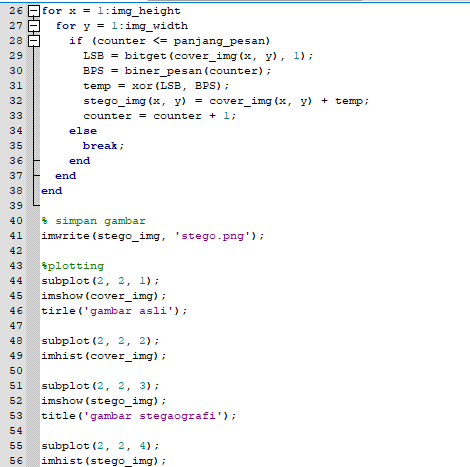 26 for x = 1:img_height
27 for y = 1:img_width
28 if (counter <= panjang_pesan)
29 LSB = bitget(cover_img(x, y), 1);
30 BPS = biner_pesan(counter);
31 temp = xor(LSB, BPS);
32 stego_img(x, y) = cover_img(x, y) + temp;
33 counter = counter + 1;
34 else
35 break;
36 end
37 end
38 end
39
40 % simpan gambar
41 imwrite(stego_img, 'stego.png');
42
43 %plotting
44 subplot(2, 2, 1);
45 imshow(cover_img);
46 tirle('gambar asli');
47
48 subplot(2, 2, 2);
49 imhist(cover_img);
50
51 subplot(2, 2, 3);
52 imshow(stego_img);
53 title('gambar stegaografi');
54
55 subplot(2, 2, 4);
56 imhist(stego_img);